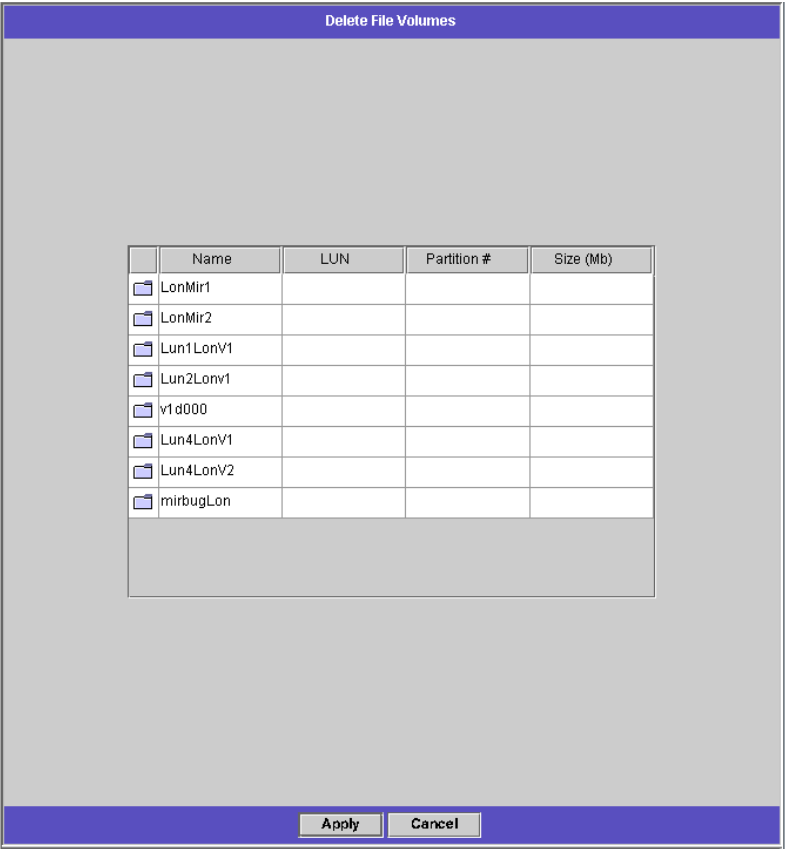 Delete File Volumes
Name LUN Partition # Size (Mb)
LonMir1
LonMir2
Lun1LonV1
Lun2Lonv1
v1d000
Lun4LonV1
Lun4LonV2
mirbugLon
Apply Cancel